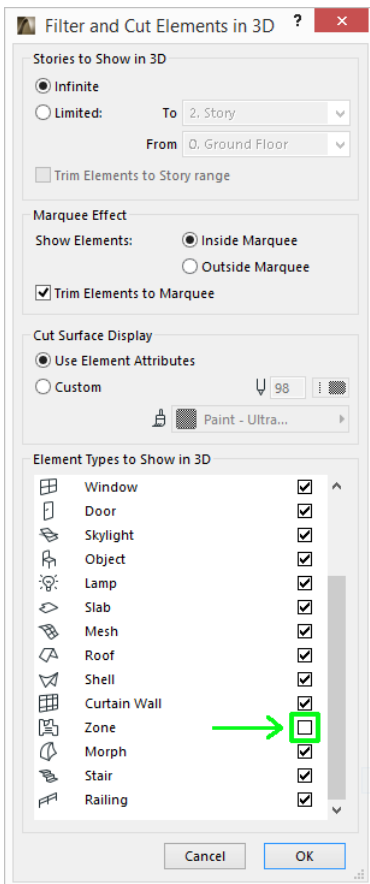 Filter and Cut Elements in 3D ? ×
Stories to Show in 3D
Infinite
Limited: To 2. Story
From 0. Ground Floor
Trim Elements to Story range
Marquee Effect
Show Elements: Inside Marquee
Outside Marquee
Trim Elements to Marquee
Cut Surface Display
Use Element Attributes
Custom 98
Paint - Ultra...
Element Types to Show in 3D
Window
Door
Skylight
Object
Lamp
Slab
Mesh
Roof
Shell
Curtain Wall
Zone
Morph
Stair
Railing
Cancel OK